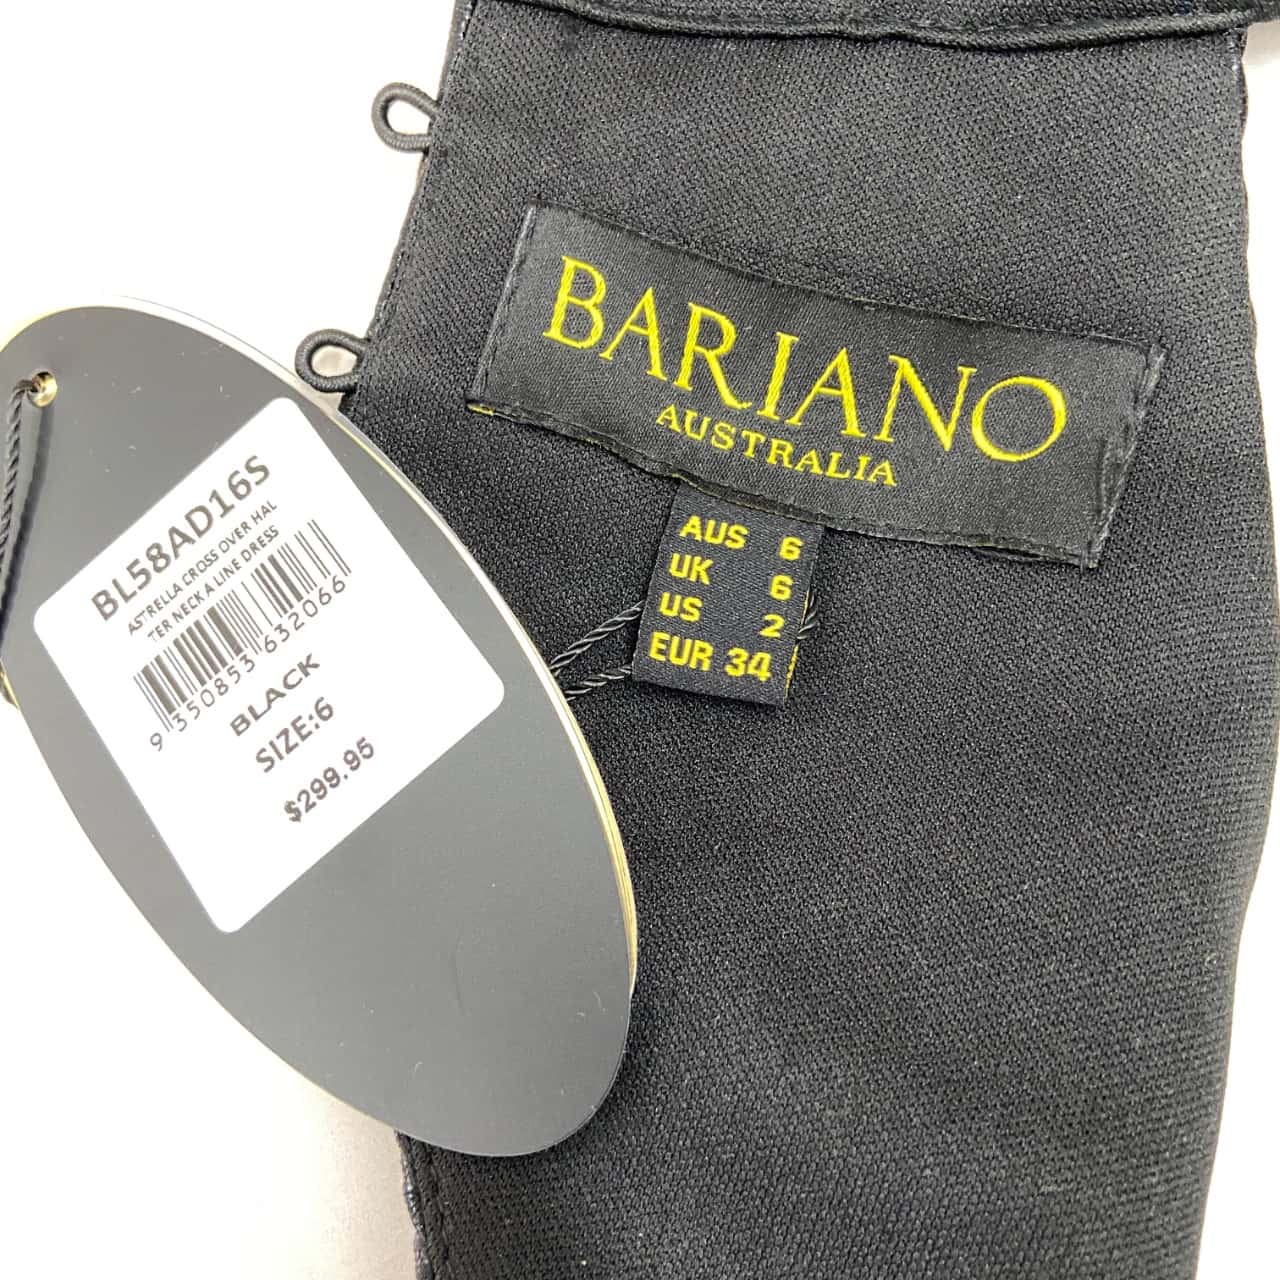 BARIANO
AUSTRALIA
AUS 6
UK 6
US 2
EUR 34
BL58AD16S
ASTRELLA CROSS OVER HAL
TER NECK A LINE DRESS
9 350853 632066
BLACK
SIZE:6
$299.95